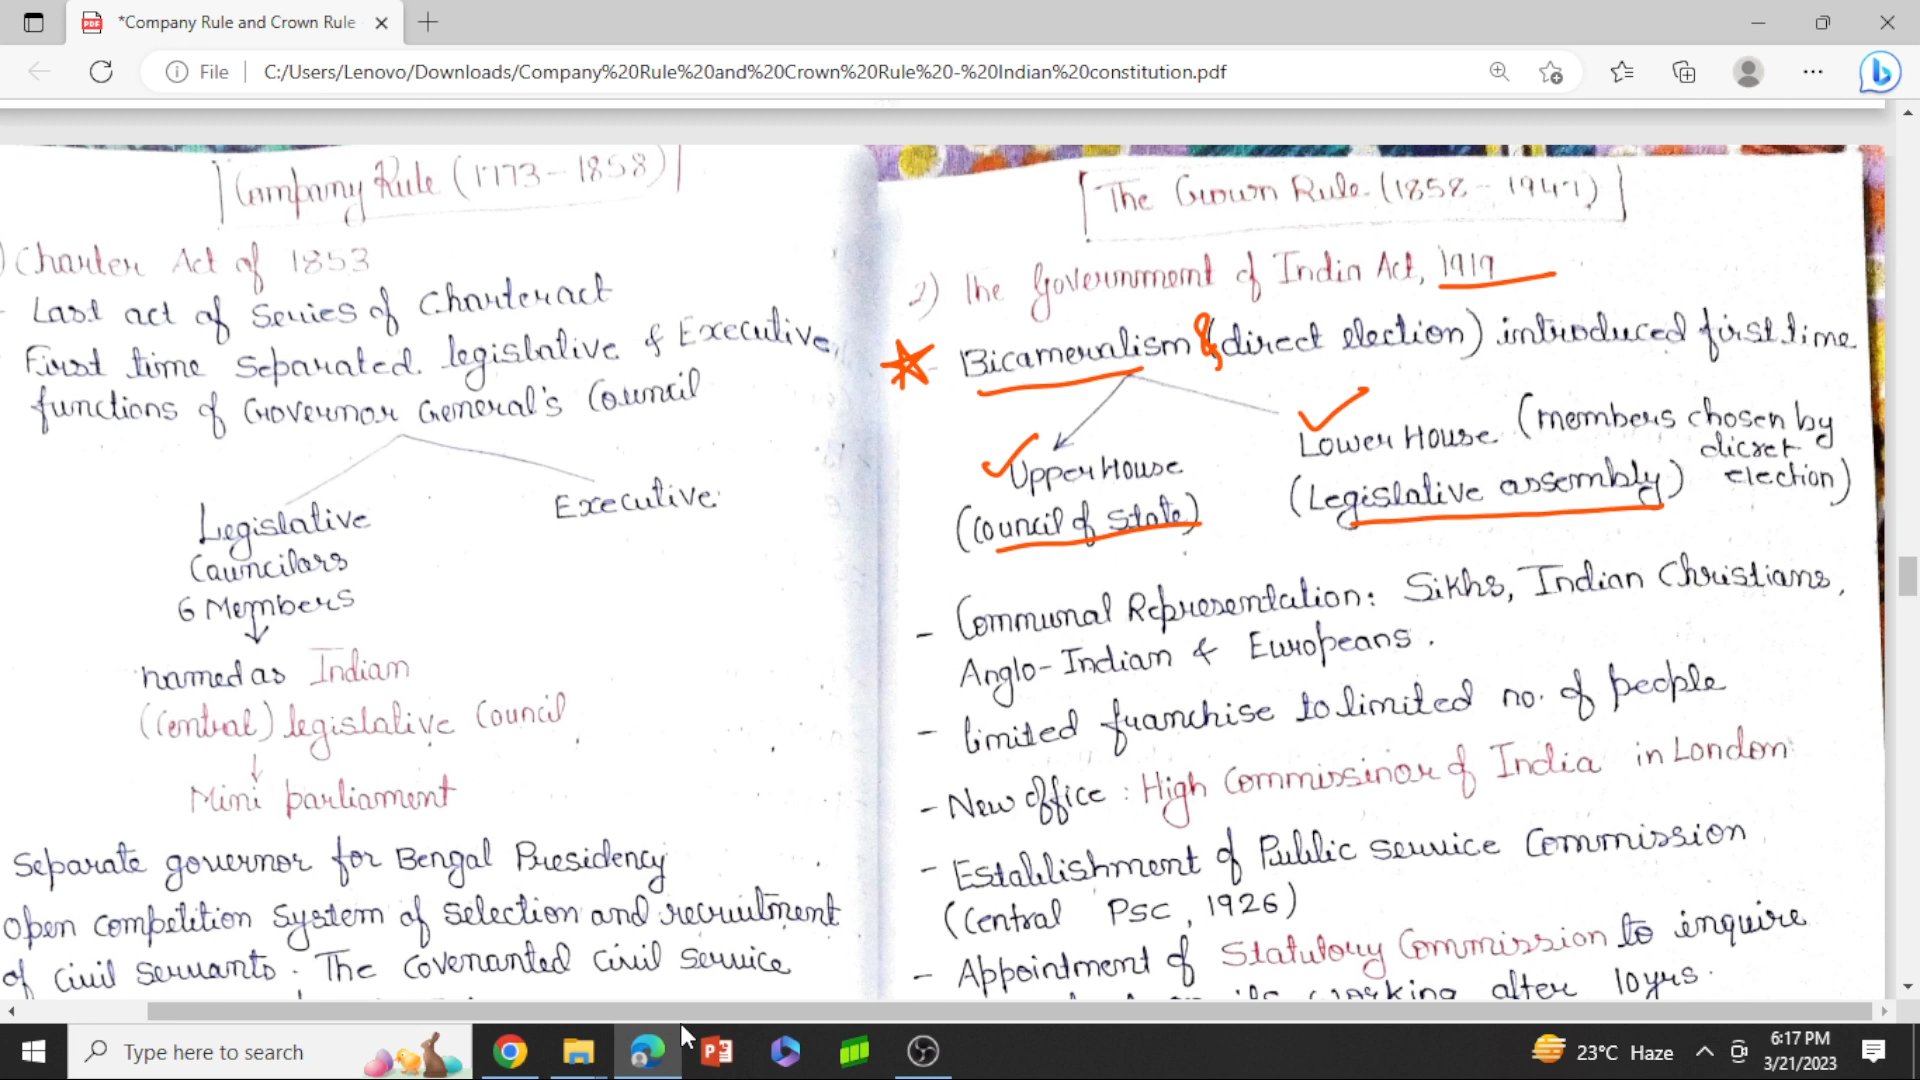 *Company Rule and Crown Rule
File
C:/Users/Lenovo/Downloads/Company%20Rule%20and%20Crown%20Rule%20-%20Indian%20constitution.pdf
Company Rule (1773-1858)
Charter Act of 1853
Last act of Series of Charteract
First time Separated legislative & Executive
functions of Governor General's Council
Legislative
Councilars
6 Members
Executive
named as Indian
(Central) legislative Council
Mini parliament
Separate governor for Bengal Presidency
Open competition System of Selection and recruitment
of Civil Servants. The Covenanted Civil Service
The Crown Rule (1858-1947)
2) The Government of India Act, 1919
- Bicameralism & (direct election) introduced first time
Upper House
(Council of State)
Lower House (members chosen by
dicret
(Legislative assembly) election)
- Communal Representation: Sikhs, Indian Christians,
Anglo-Indian & Europeans.
- limited franchise to limited no. of people
- New office: High Commissinor of India in London
- Establishment of Public Service Commission
(Central PSC, 1926)
- Appointment of Statutory Commission to inquire
working after 10yrs.
Type here to search
23°C Haze
6:17 PM
3/21/2023